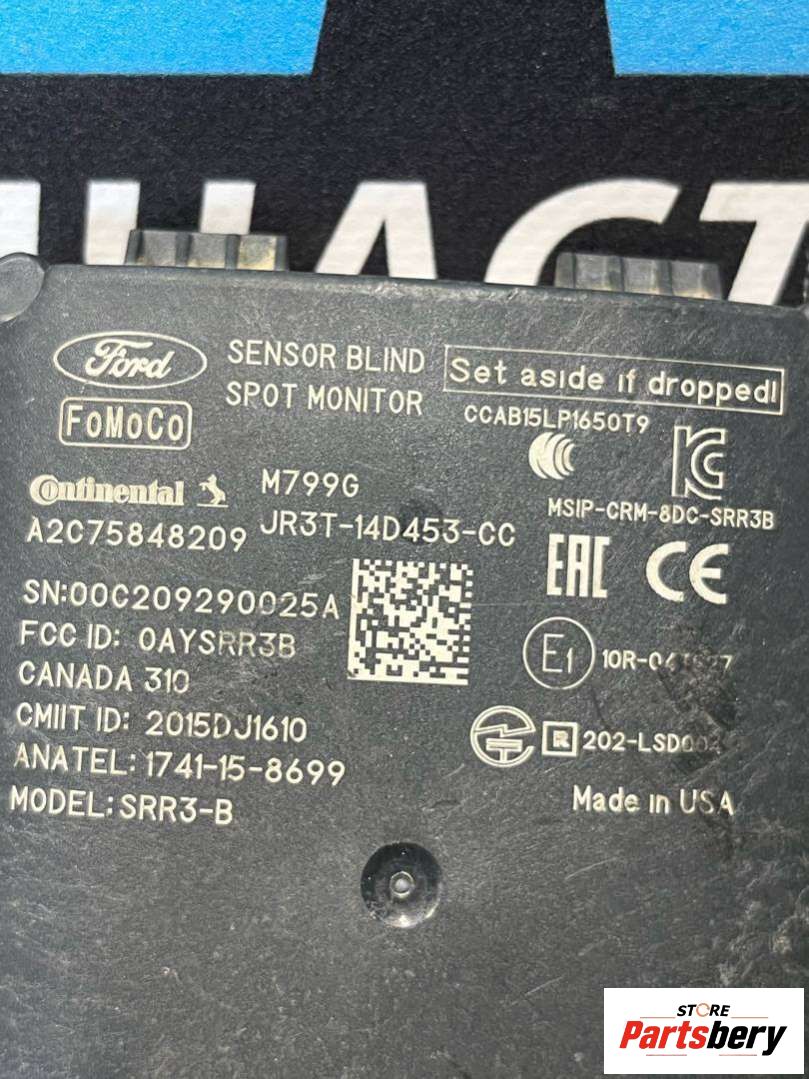 Ford
SENSOR BLIND
SPOT MONITOR
Set aside if dropped!
FoMoCo
CCAB15LP1650T9
Continental
M799G
MSIP-CRM-8DC-SRR3B
A2C75848209
JR3T-14D453-CC
EAC CE
SN:00C209290025A
FCC ID: OAYSRR3B
E1
CANADA 310
CMIIT ID: 2015DJ1610
R
ANATEL: 1741-15-8699
MODEL: SRR3-B
Made in USA
STORE
Partsbery